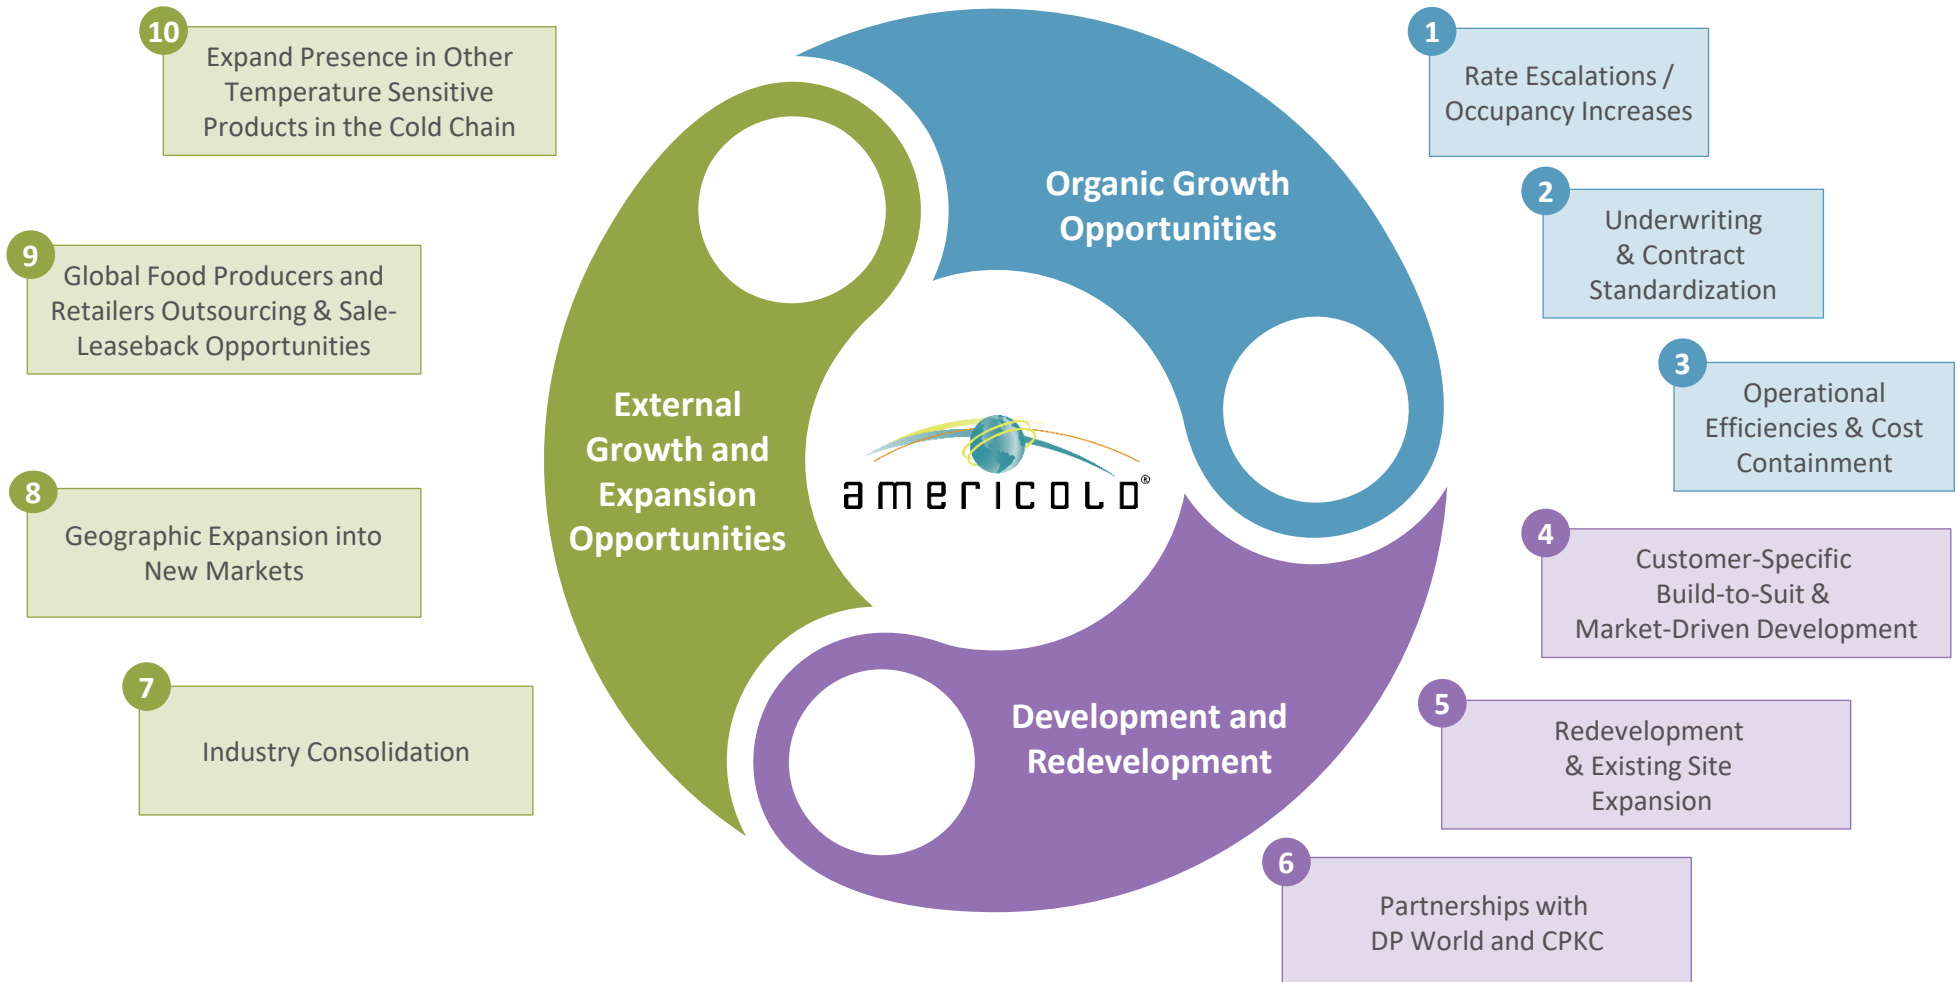 10
Expand Presence in Other
Temperature Sensitive
Products in the Cold Chain
9
Global Food Producers and
Retailers Outsourcing & Sale-
Leaseback Opportunities
8
Geographic Expansion into
New Markets
7
Industry Consolidation
Organic Growth
Opportunities
External
Growth and
Expansion
Opportunities
americold®
Development and
Redevelopment
1
Rate Escalations /
Occupancy Increases
2
Underwriting
& Contract
Standardization
3
Operational
Efficiencies & Cost
Containment
4
Customer-Specific
Build-to-Suit &
Market-Driven Development
5
Redevelopment
& Existing Site
Expansion
6
Partnerships with
DP World and CPKC